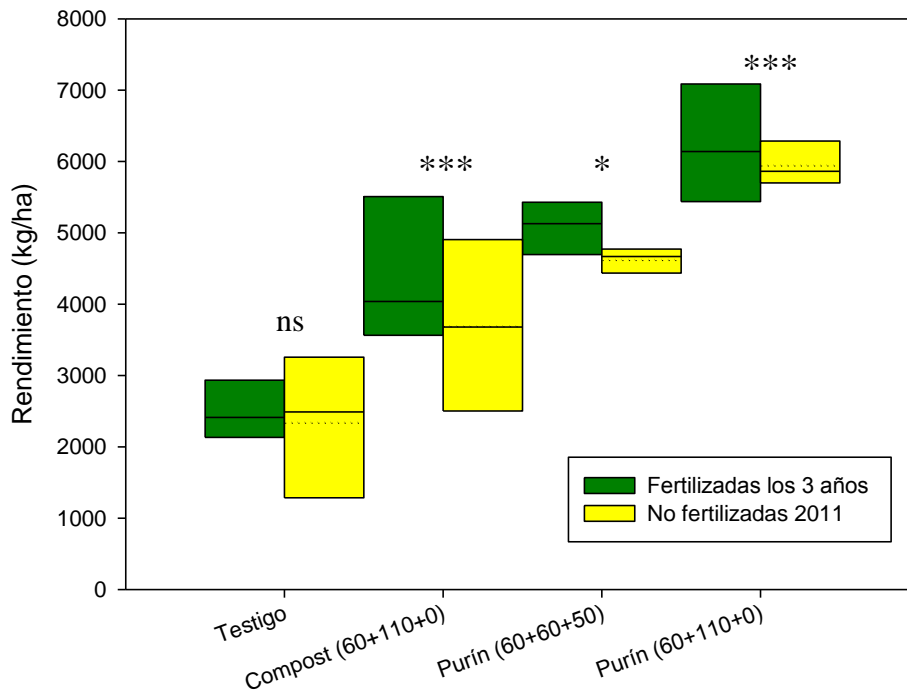 8000
7000
6000
5000
4000
3000
2000
1000
0
Rendimiento (kg/ha)
ns
***
*
***
Fertilizadas los 3 años
No fertilizadas 2011
Testigo
Compost (60+110+0)
Purín (60+60+50)
Purín (60+110+0)